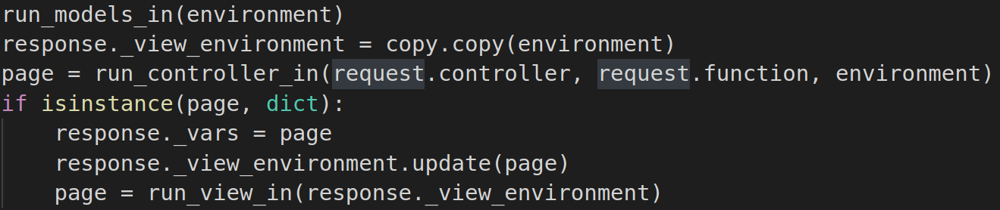 run_models_in(environment)
response._view_environment = copy.copy(environment)
page = run_controller_in(request.controller, request.function, environment)
if isinstance(page, dict):
    response._vars = page
    response._view_environment.update(page)
    page = run_view_in(response._view_environment)